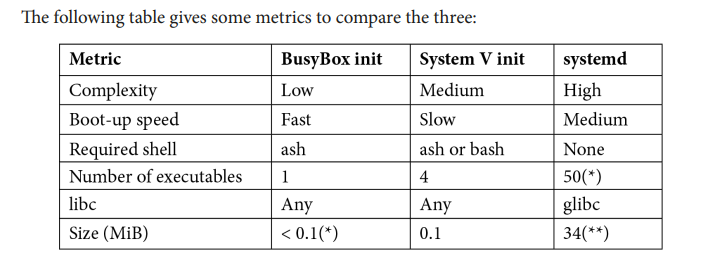 The following table gives some metrics to compare the three:
Metric BusyBox init System V init systemd
Complexity Low Medium High
Boot-up speed Fast Slow Medium
Required shell ash ash or bash None
Number of executables 1 4 50(*)
libc Any Any glibc
Size (MiB) < 0.1(*) 0.1 34(**)